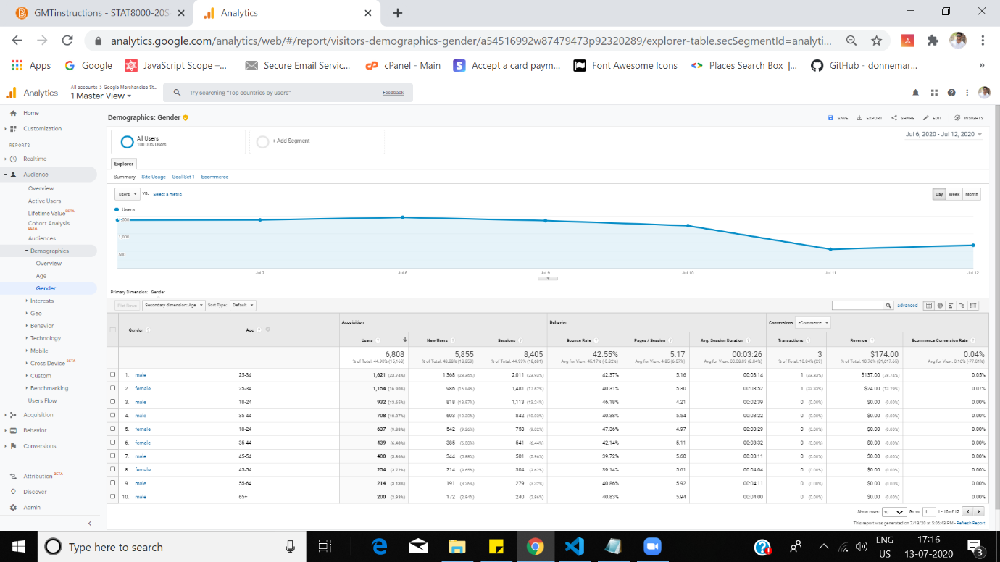 GMTinstructions - STAT8000-20S
Analytics
analytics.google.com/analytics/web/#/report/visitors-demographics-gender/a54516992w87479473p92320289/explorer-table.secSegmentId=analyti...
Apps Google JavaScript Scope –... Secure Email Servic... cPanel - Main Accept a card paym... Font Awesome Icons Places Search Box |... GitHub - donnemar... »
Analytics
All accounts > Google Merchandise St...
1 Master View
Try searching "Top countries by users"
Feedback
Home
Customization
REPORTS
Realtime
Audience
Overview
Active Users
Lifetime Value BETA
Cohort Analysis
BETA
Audiences
Demographics
Overview
Age
Gender
Interests
Geo
Behavior
Technology
Mobile
Cross Device BETA
Custom
Benchmarking
Users Flow
Acquisition
Behavior
Conversions
Attribution BETA
Discover
Admin
Demographics: Gender
SAVE EXPORT SHARE EDIT INSIGHTS
All Users
100.00% Users
+ Add Segment
Jul 6, 2020 - Jul 12, 2020
Explorer
Summary Site Usage Goal Set 1 Ecommerce
Users VS. Select a metric
Day Week Month
Users
1,500
1,000
500
... Jul 7 Jul 8 Jul 9 Jul 10 Jul 11 Jul 12
Primary Dimension: Gender
Plot Rows Secondary dimension: Age Sort Type: Default
advanced
Acquisition Behavior Conversions eCommerce
Gender Age Users New Users Sessions Bounce Rate Pages / Session Avg. Session Duration Transactions Revenue Ecommerce Conversion Rate
6,808 5,855 8,405 42.55% 5.17 00:03:26 3 $174.00 0.04%
% of Total: 44.90% (15,163) % of Total: 43.83% (13,359) % of Total: 44.99% (18,681) Avg for View: 45.17% (-5.82%) Avg for View: 4.85 (6.57%) Avg for View: 00:03:09 (8.84%) % of Total: 10.34% (29) % of Total: 10.76% ($1,617.65) Avg for View: 0.16% (-77.01%)
1. male 25-34 1,621 (23.74%) 1,368 (23.36%) 2,011 (23.93%) 42.37% 5.16 00:03:14 1 (33.33%) $137.00 (78.74%) 0.05%
2. female 25-34 1,154 (16.90%) 986 (16.84%) 1,481 (17.62%) 40.31% 5.30 00:03:52 1 (33.33%) $24.00 (13.79%) 0.07%
3. male 18-24 932 (13.65%) 818 (13.97%) 1,113 (13.24%) 46.18% 4.21 00:02:39 0 (0.00%) $0.00 (0.00%) 0.00%
4. male 35-44 708 (10.37%) 603 (10.30%) 842 (10.02%) 40.38% 5.54 00:03:22 0 (0.00%) $0.00 (0.00%) 0.00%
5. female 18-24 637 (9.33%) 542 (9.26%) 758 (9.02%) 47.36% 4.97 00:03:29 0 (0.00%) $0.00 (0.00%) 0.00%
6. female 35-44 439 (6.43%) 385 (6.58%) 541 (6.44%) 42.14% 5.11 00:03:32 0 (0.00%) $0.00 (0.00%) 0.00%
7. male 45-54 400 (5.86%) 344 (5.88%) 501 (5.96%) 39.72% 5.60 00:03:11 0 (0.00%) $0.00 (0.00%) 0.00%
8. female 45-54 254 (3.72%) 214 (3.65%) 304 (3.62%) 39.14% 5.61 00:04:04 0 (0.00%) $0.00 (0.00%) 0.00%
9. male 55-64 214 (3.13%) 191 (3.26%) 279 (3.32%) 40.86% 5.92 00:04:11 0 (0.00%) $0.00 (0.00%) 0.00%
10. male 65+ 200 (2.93%) 172 (2.94%) 240 (2.86%) 40.83% 5.94 00:04:00 0 (0.00%) $0.00 (0.00%) 0.00%
Show rows: 10 Go to: 1 1 - 10 of 12
This report was generated on 7/13/20 at 5:06:43 PM - Refresh Report
Type here to search
ENG
US
17:16
13-07-2020
3